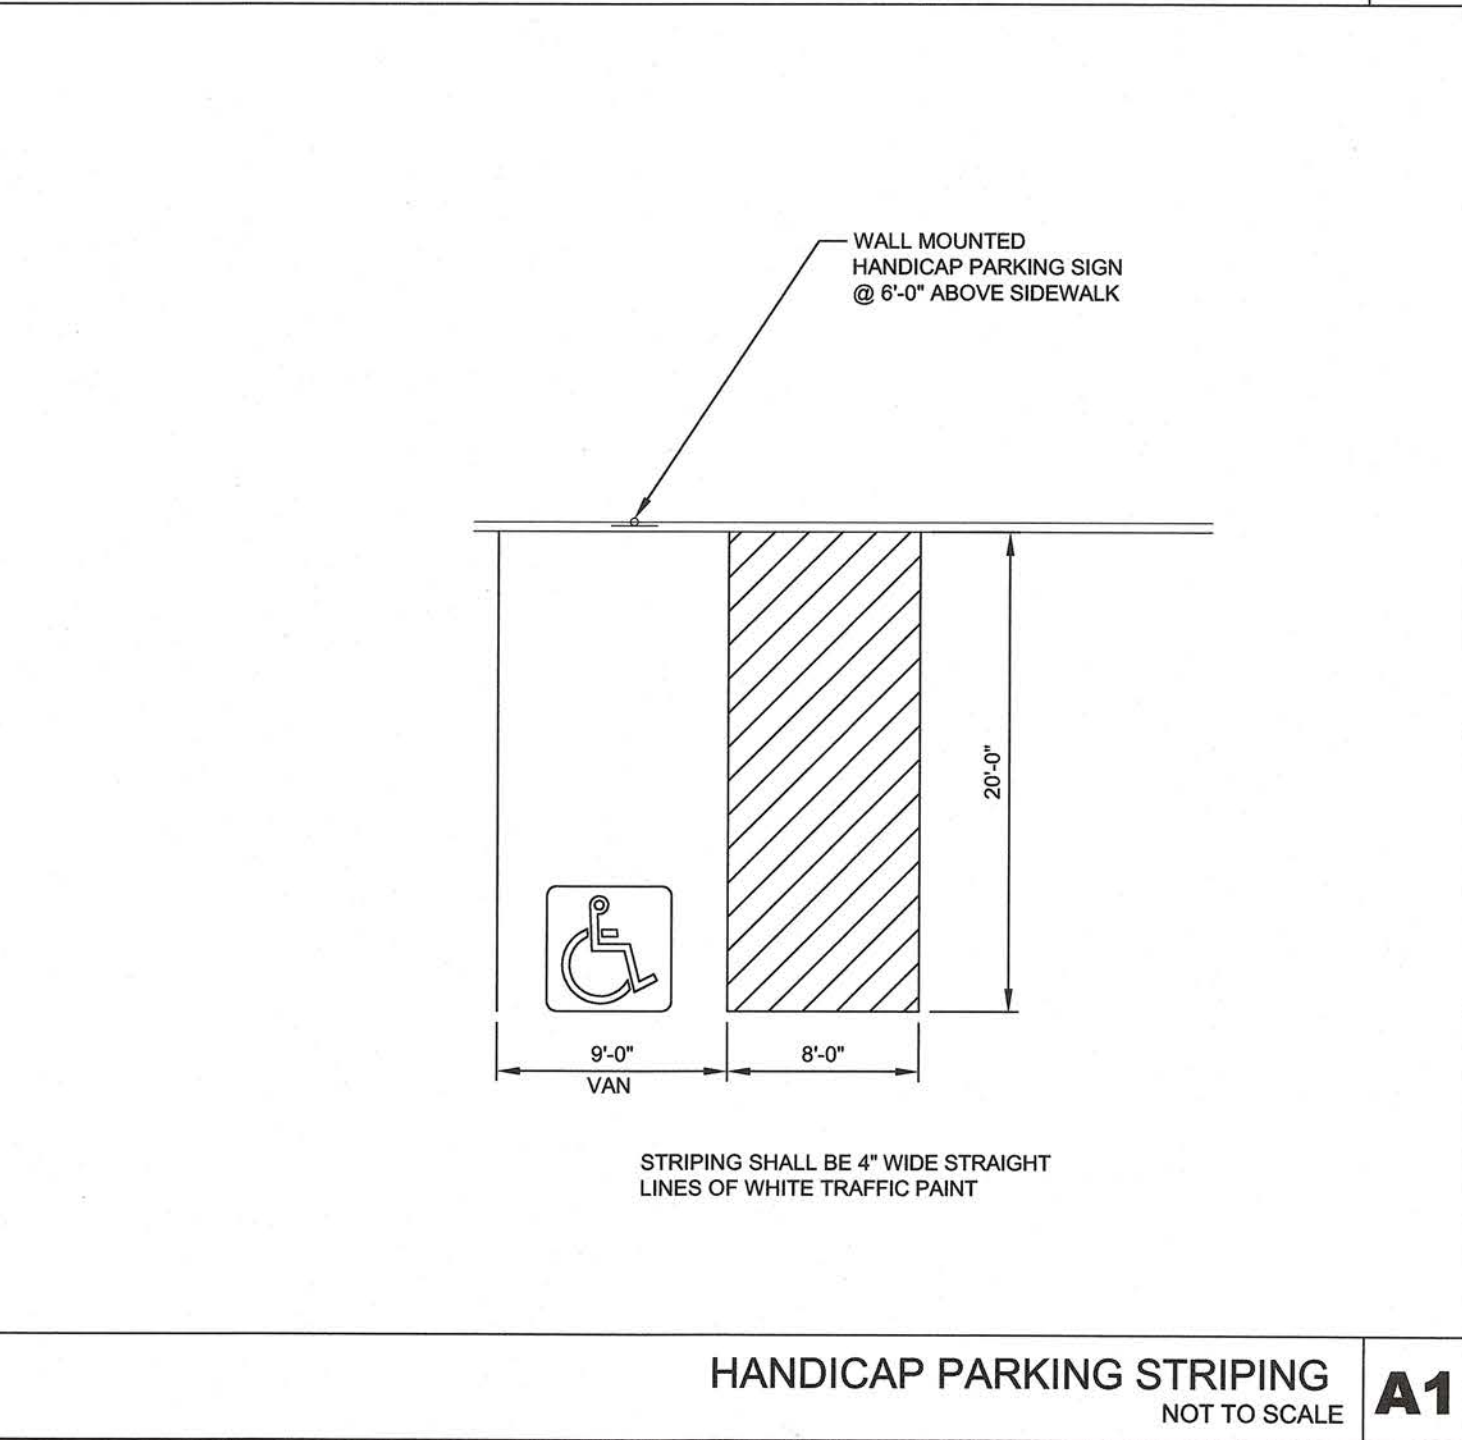 WALL MOUNTED
HANDICAP PARKING SIGN
@ 6'-0" ABOVE SIDEWALK
20'-0"
9'-0"
8'-0"
VAN
STRIPING SHALL BE 4" WIDE STRAIGHT
LINES OF WHITE TRAFFIC PAINT
HANDICAP PARKING STRIPING
NOT TO SCALE
A1